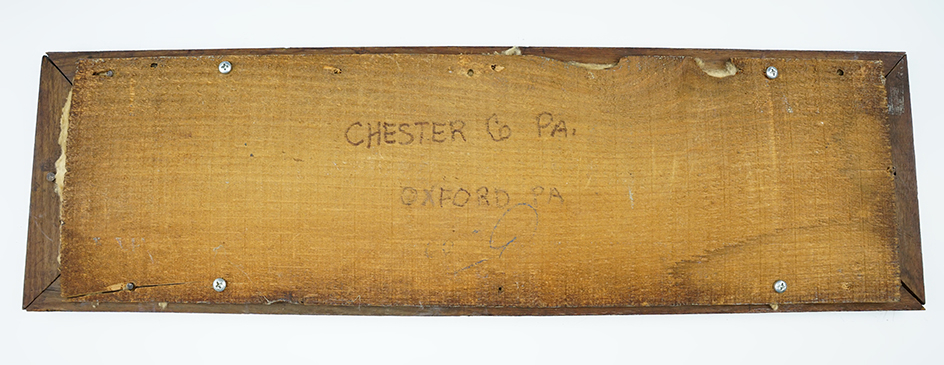 CHESTER Co PA.
OXFORD PA